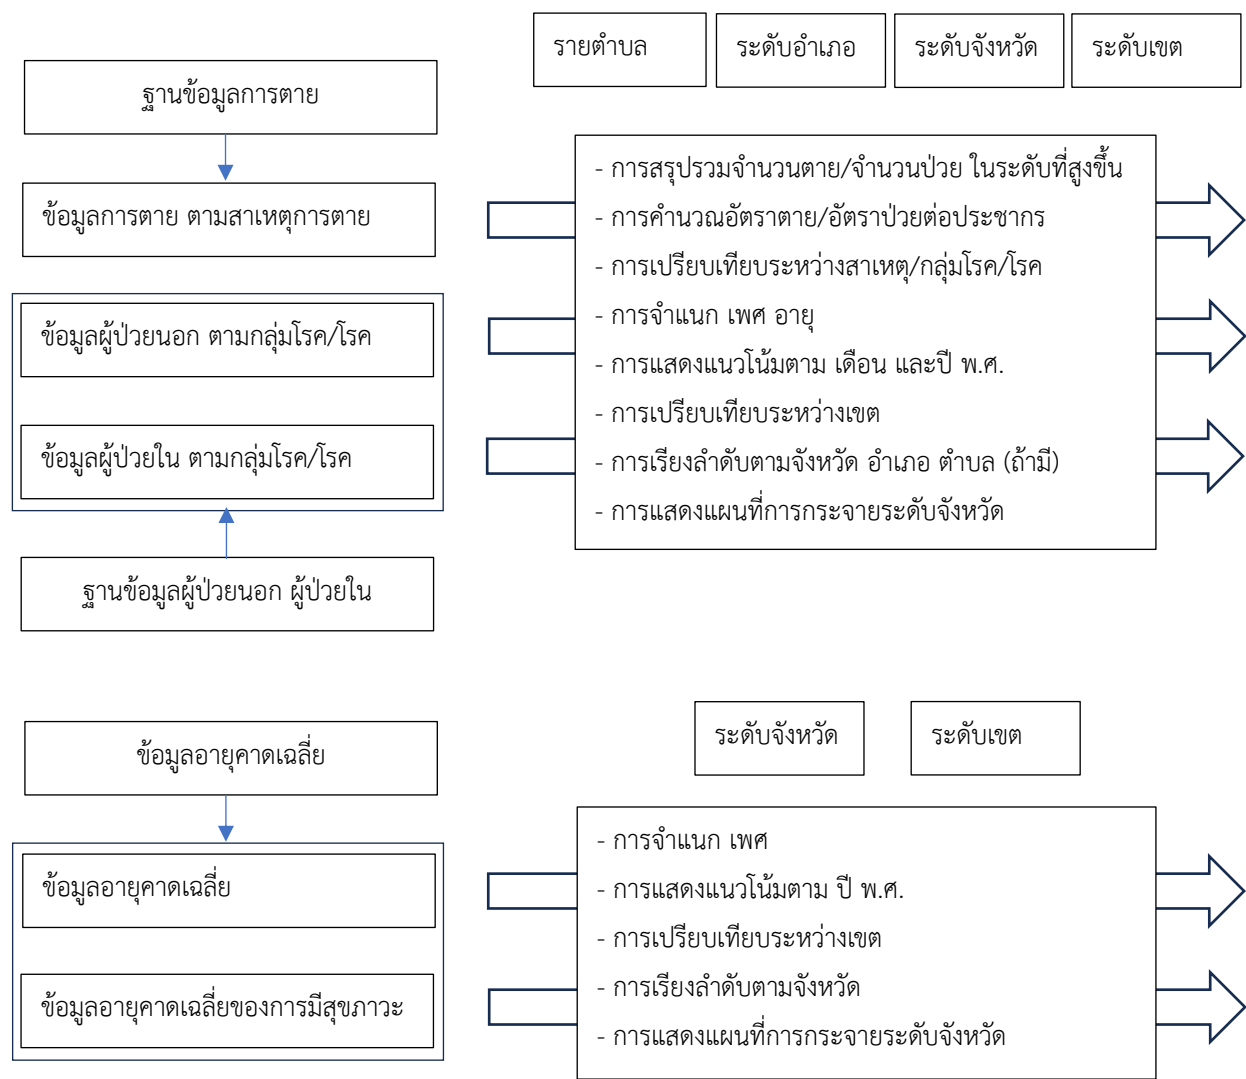 รายตำบล
ระดับอำเภอ
ระดับจังหวัด
ระดับเขต
ฐานข้อมูลการตาย
ข้อมูลการตาย ตามสาเหตุการตาย
ข้อมูลผู้ป่วยนอก ตามกลุ่มโรค/โรค
ข้อมูลผู้ป่วยใน ตามกลุ่มโรค/โรค
ฐานข้อมูลผู้ป่วยนอก ผู้ป่วยใน
- การสรุปรวมจำนวนตาย/จำนวนป่วย ในระดับที่สูงขึ้น
- การคำนวณอัตราตาย/อัตราป่วยต่อประชากร
- การเปรียบเทียบระหว่างสาเหตุ/กลุ่มโรค/โรค
- การจำแนก เพศ อายุ
- การแสดงแนวโน้มตาม เดือน และปี พ.ศ.
- การเปรียบเทียบระหว่างเขต
- การเรียงลำดับตามจังหวัด อำเภอ ตำบล (ถ้ามี)
- การแสดงแผนที่การกระจายระดับจังหวัด
ระดับจังหวัด
ระดับเขต
ข้อมูลอายุคาดเฉลี่ย
ข้อมูลอายุคาดเฉลี่ย
ข้อมูลอายุคาดเฉลี่ยของการมีสุขภาวะ
- การจำแนก เพศ
- การแสดงแนวโน้มตาม ปี พ.ศ.
- การเปรียบเทียบระหว่างเขต
- การเรียงลำดับตามจังหวัด
- การแสดงแผนที่การกระจายระดับจังหวัด